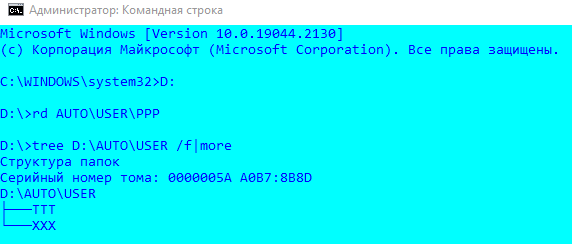 Администратор: Командная строка
Microsoft Windows [Version 10.0.19044.2130]
(c) Корпорация Майкрософт (Microsoft Corporation). Все права защищены.
C:\WINDOWS\system32>D:
D:\>rd AUTO\USER\PPP
D:\>tree D:\AUTO\USER /f|more
Структура папок
Серийный номер тома: 0000005A A0B7:8B8D
D:\AUTO\USER
├───TTT
└───XXX